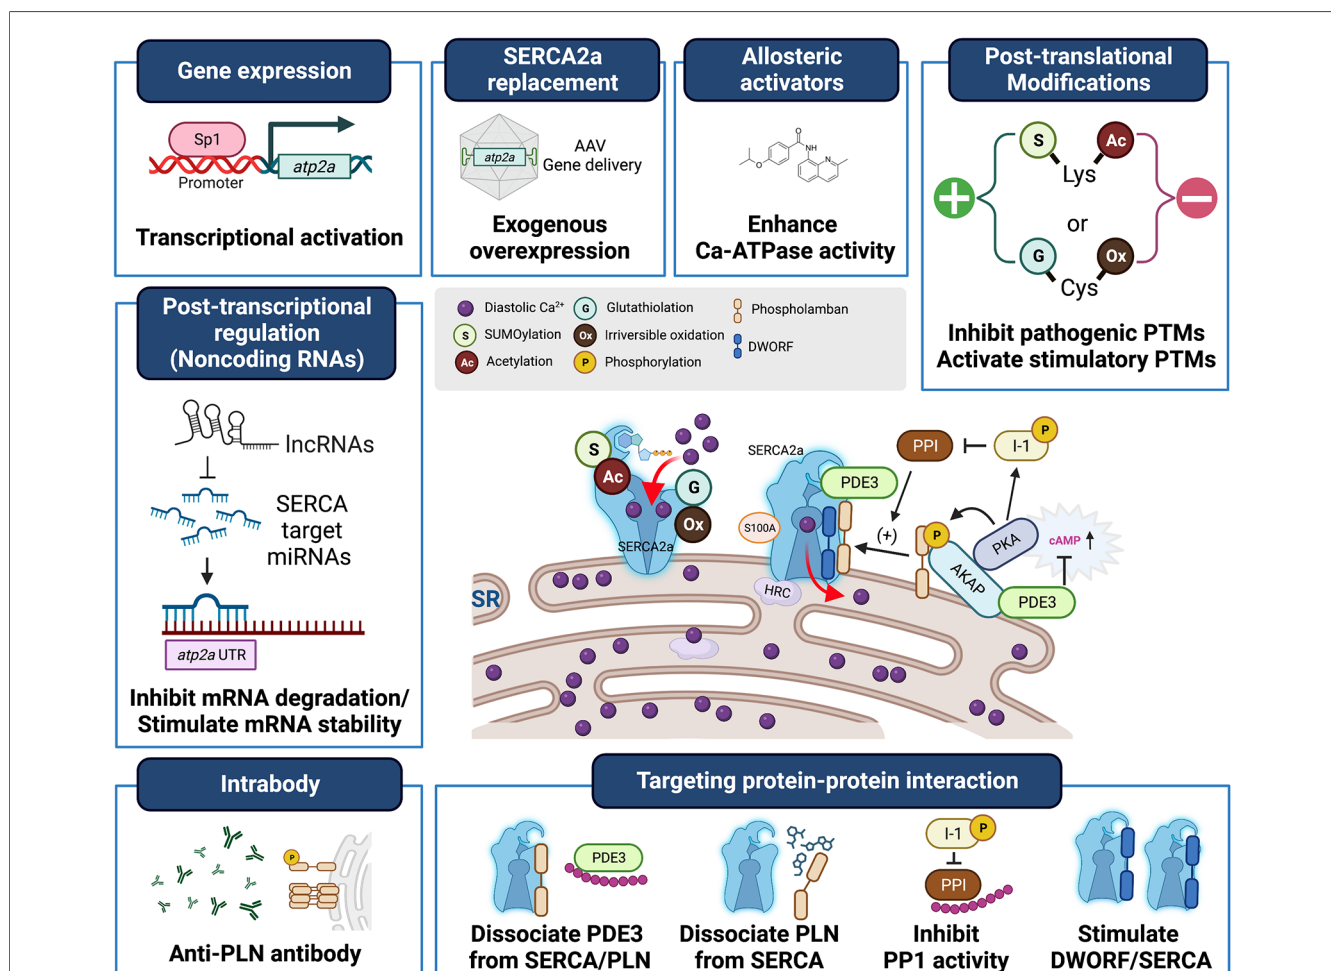 Gene expression
Sp1
Promoter
atp2a
Transcriptional activation
SERCA2a
replacement
atp2a
AAV
Gene delivery
Exogenous
overexpression
Allosteric
activators
O
NH
N
O
Enhance
Ca-ATPase activity
Post-translational
Modifications
S
Ac
Lys
+
−
or
G
Ox
Cys
Inhibit pathogenic PTMs
Activate stimulatory PTMs
Post-transcriptional
regulation
(Noncoding RNAs)
lncRNAs
SERCA
target
miRNAs
atp2a UTR
Inhibit mRNA degradation/
Stimulate mRNA stability
Diastolic Ca²⁺
S SUMOylation
Ac Acetylation
G Glutathiolation
Ox Irriversible oxidation
P Phosphorylation
Phospholamban
DWORF
S
Ac
G
Ox
SERCA2a
SERCA2a
PDE3
S100A
HRC
SR
PPI
I-1
P
(+)
P
PKA
cAMP
AKAP
PDE3
Intrabody
P
Anti-PLN antibody
Targeting protein-protein interaction
PDE3
Dissociate PDE3
from SERCA/PLN
Dissociate PLN
from SERCA
I-1
P
PPI
Inhibit
PP1 activity
Stimulate
DWORF/SERCA